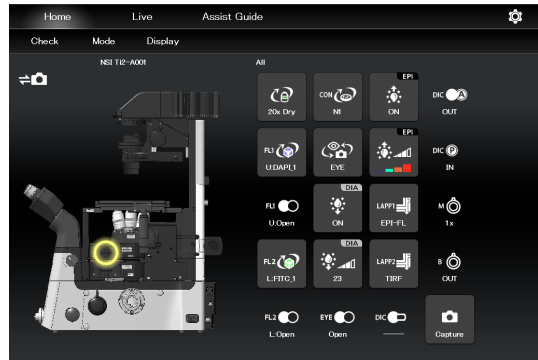 Home Live Assist Guide
Check Mode Display
NSI Ti2-A001
All
20x Dry
CON N1
EPI ON
DIC A OUT
FL1 U:DAPI_1
EYE
EPI
DIC P IN
FL1 U:Open
DIA ON
LAPP1 EPI-FL
M 1x
FL2 L:FITC_1
DIA 23
LAPP2 TIRF
B OUT
FL2 L:Open
EYE Open
DIC
Capture